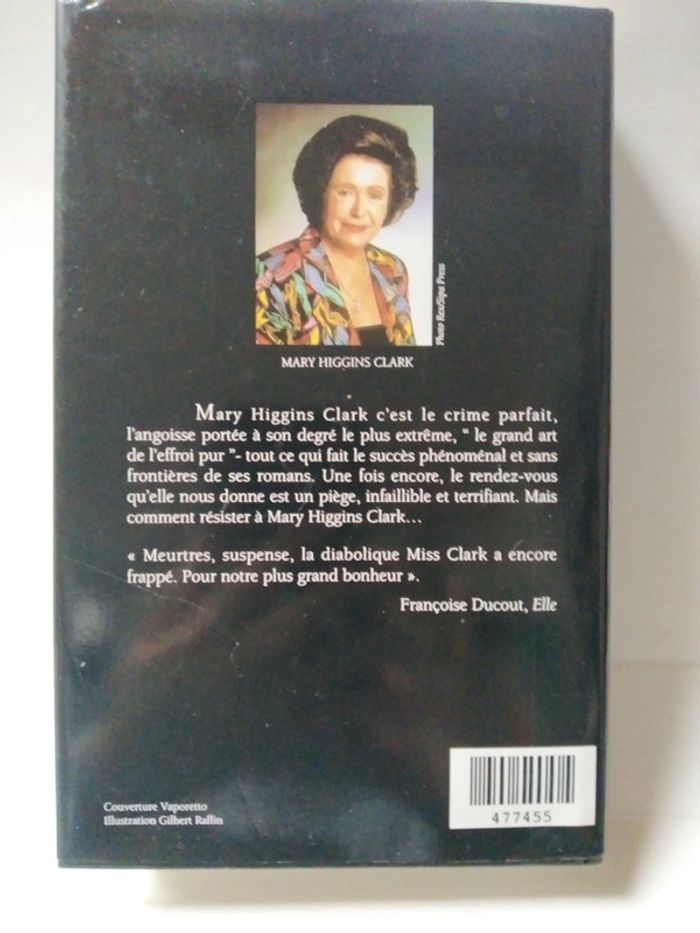 Photo Rex/Sipa Press
MARY HIGGINS CLARK
Mary Higgins Clark c'est le crime parfait,
l'angoisse portée à son degré le plus extrême, " le grand art
de l'effroi pur "- tout ce qui fait le succès phénoménal et sans
frontières de ses romans. Une fois encore, le rendez-vous
qu'elle nous donne est un piège, infaillible et terrifiant. Mais
comment résister à Mary Higgins Clark...
« Meurtres, suspense, la diabolique Miss Clark a encore
frappé. Pour notre plus grand bonheur ».
Françoise Ducout, Elle
Couverture Vaporetto
Illustration Gilbert Raffin
477455